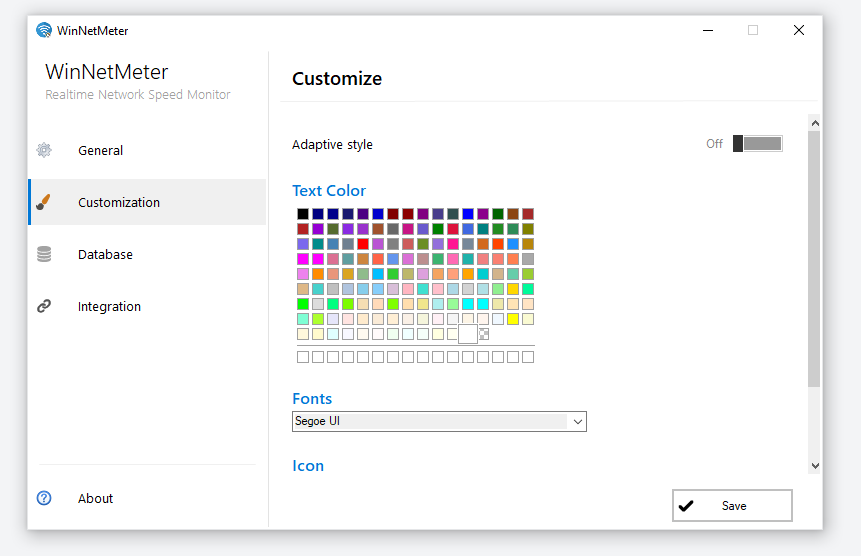 WinNetMeter
WinNetMeter
Realtime Network Speed Monitor
General
Customization
Database
Integration
About
Customize
Adaptive style
Off
Text Color
Fonts
Segoe UI
Icon
Save